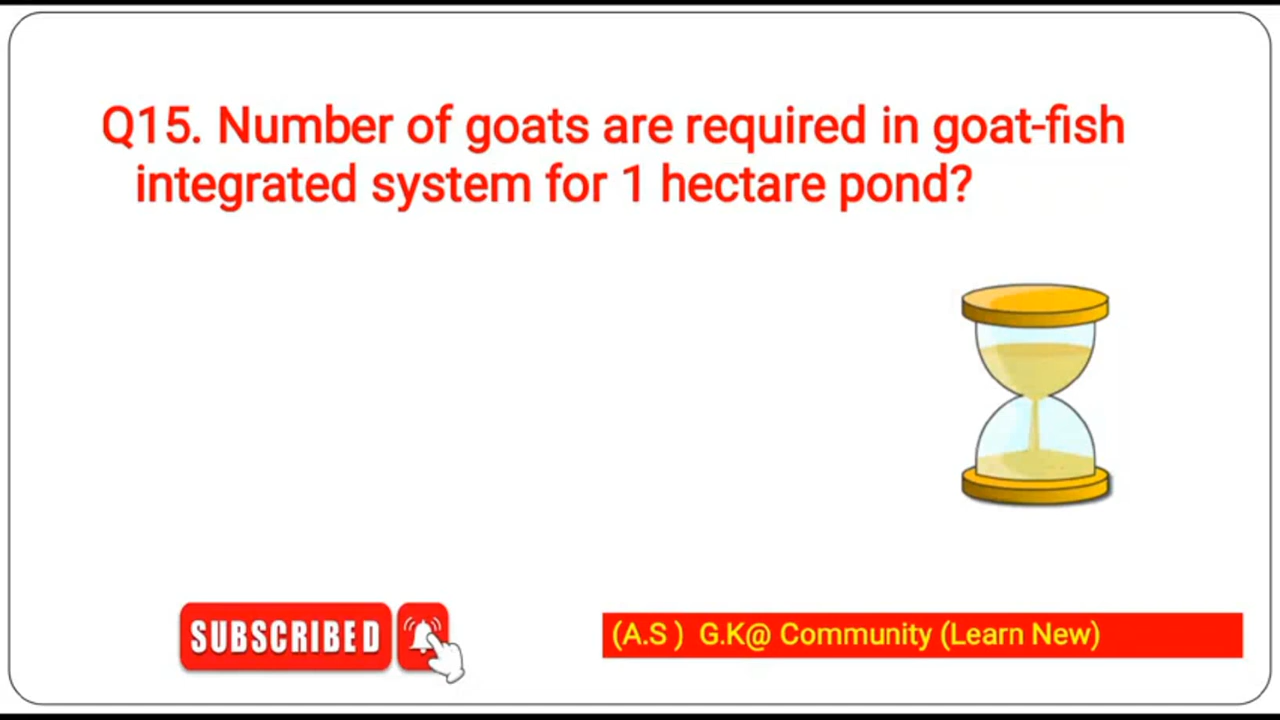 Q15. Number of goats are required in goat-fish
integrated system for 1 hectare pond?
SUBSCRIBED
(A.S ) G.K@ Community (Learn New)